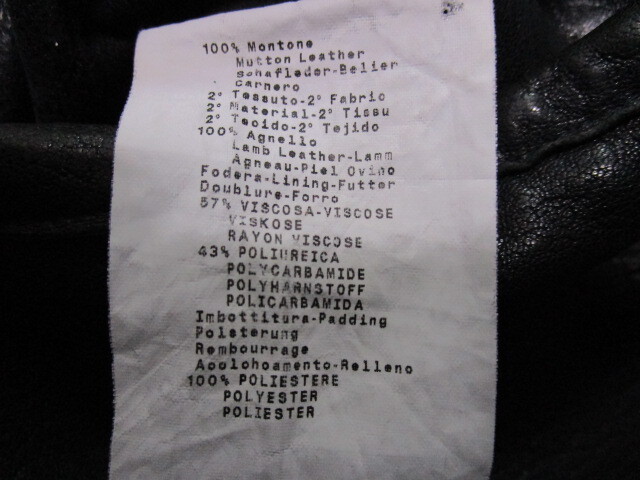 100% Montone
Mutton Leather
Schafleder-Belier
Carnero
2° Tessuto-2° Fabric
2° Material-2° Tissu
2° Tecido-2° Tejido
100% Agnello
Lamb Leather-Lamm
Agneau-Piel Ovino
Fodera-Lining-Futter
Doublure-Forro
57% VISCOSA-VISCOSE
VISKOSE
RAYON VISCOSE
43% POLIUREICA
POLYCARBAMIDE
POLYHARNSTOFF
POLICARBAMIDA
Imbottitura-Padding
Polsterung
Rembourrage
Acolchoamento-Relleno
100% POLIESTERE
POLYESTER
POLIESTER